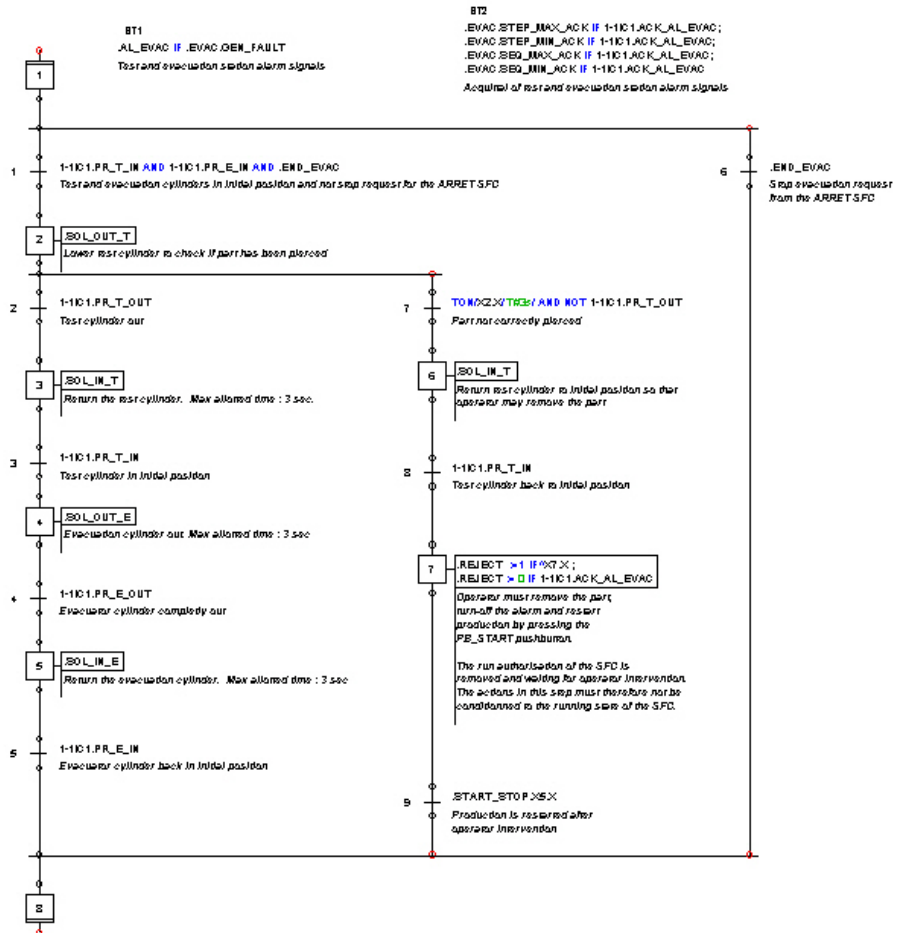 BT1
.AL_EVAC IF .EVAC.GEN_FAULT
Test and evacuation station alarm signals
BT2
.EVAC.STEP_MAX_ACK IF 1-1IC1.ACK_AL_EVAC;
.EVAC.STEP_MIN_ACK IF 1-1IC1.ACK_AL_EVAC;
.EVAC.SEQ_MAX_ACK IF 1-1IC1.ACK_AL_EVAC;
.EVAC.SEQ_MIN_ACK IF 1-1IC1.ACK_AL_EVAC
Acquital of test and evacuation station alarm signals
1
1
1-1IC1.PR_T_IN AND 1-1IC1.PR_E_IN AND .END_EVAC
Test and evacuation cylinders in initial position and not stop request for the ARRET SFC
6
.END_EVAC
Stop evacuation request
from the ARRET SFC
2
.SOL_OUT_T
Lower test cylinder to check if part has been pierced
2
1-1IC1.PR_T_OUT
Test cylinder out
7
TON/X2.X/T#3s/ AND NOT 1-1IC1.PR_T_OUT
Part not correctly pierced
3
.SOL_IN_T
Return the test cylinder. Max allowed time : 3 sec.
6
.SOL_IN_T
Return test cylinder to initial position so that
operator may remove the part
3
1-1IC1.PR_T_IN
Test cylinder in initial position
8
1-1IC1.PR_T_IN
Test cylinder back to initial position
4
.SOL_OUT_E
Evacuation cylinder out. Max allowed time : 3 sec
7
.REJECT := 1 IF ^X7.X ;
.REJECT := 0 IF 1-1IC1.ACK_AL_EVAC
Operator must remove the part,
turn-off the alarm and restart
production by pressing the
PB_START pushbutton.
The run authorisation of the SFC is
removed and waiting for operator intervention.
The actions in this step must therefore not be
conditionned to the running state of the SFC.
4
1-1IC1.PR_E_OUT
Evacuator cylinder completly out
5
.SOL_IN_E
Return the evacuation cylinder. Max allowed time : 3 sec
5
1-1IC1.PR_E_IN
Evacuator cylinder back in initial position
9
.START_STOP.X5.X
Production is restarted after
operator intervention
8